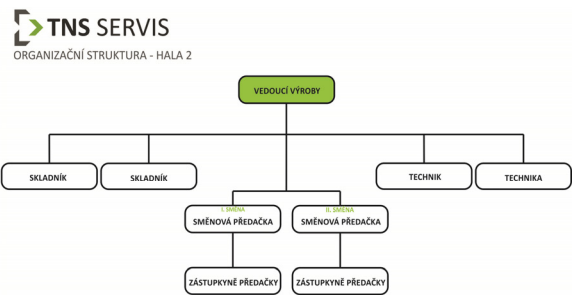 TNS SERVIS
ORGANIZAČNÍ STRUKTURA - HALA 2
VEDOUCÍ VÝROBY
SKLADNÍK
SKLADNÍK
TECHNIK
TECHNIKA
I. SMĚNA
SMĚNOVÁ PŘEDAČKA
II. SMĚNA
SMĚNOVÁ PŘEDAČKA
ZÁSTUPKYNĚ PŘEDAČKY
ZÁSTUPKYNĚ PŘEDAČKY